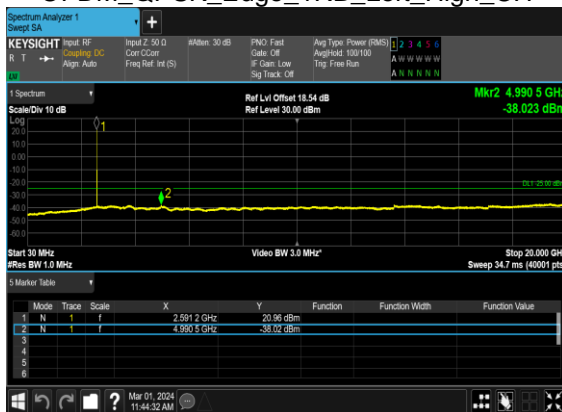 Spectrum Analyzer 1
Swept SA
+
KEYSIGHT Input: RF Input Z: 50 Ω #Atten: 30 dB PNO: Fast Avg Type: Power (RMS) 1 2 3 4 5 6
R T Coupling: DC Corr CCorr Gate: Off Avg|Hold: 100/100 A W W W W W
Align: Auto Freq Ref: Int (S) IF Gain: Low Trig: Free Run
LU Sig Track: Off A N N N N N
1 Spectrum Ref Lvl Offset 18.54 dB Mkr2 4.990 5 GHz
Scale/Div 10 dB Ref Level 30.00 dBm -38.023 dBm
Log
20.0 1
10.0
0.00
-10.0
-20.0 DL1 -25.00 dBm
-30.0 2
-40.0
-50.0
-60.0
Start 30 MHz Video BW 3.0 MHz* Stop 20.000 GHz
#Res BW 1.0 MHz Sweep 34.7 ms (40001 pts)
5 Marker Table
Mode Trace Scale X Y Function Function Width Function Value
1 N 1 f 2.591 2 GHz 20.96 dBm
2 N 1 f 4.990 5 GHz -38.02 dBm
3
4
5
6
? Mar 01, 2024
11:44:32 AM